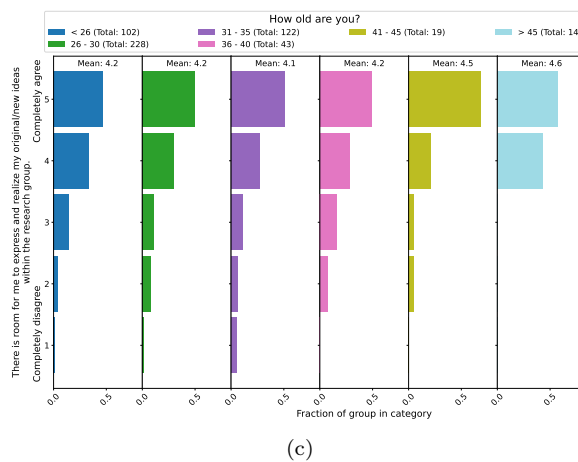 How old are you?
< 26 (Total: 102)
31 - 35 (Total: 122)
41 - 45 (Total: 19)
> 45 (Total: 14
26 - 30 (Total: 228)
36 - 40 (Total: 43)
Mean: 4.2
Mean: 4.2
Mean: 4.1
Mean: 4.2
Mean: 4.5
Mean: 4.6
There is room for me to express and realize my original/new ideas
within the research group.
Completely agree
Completely disagree
5
4
3
2
1
0.0
0.5
0.0
0.5
0.0
0.5
0.0
0.5
0.0
0.5
0.0
0.5
Fraction of group in category
(c)